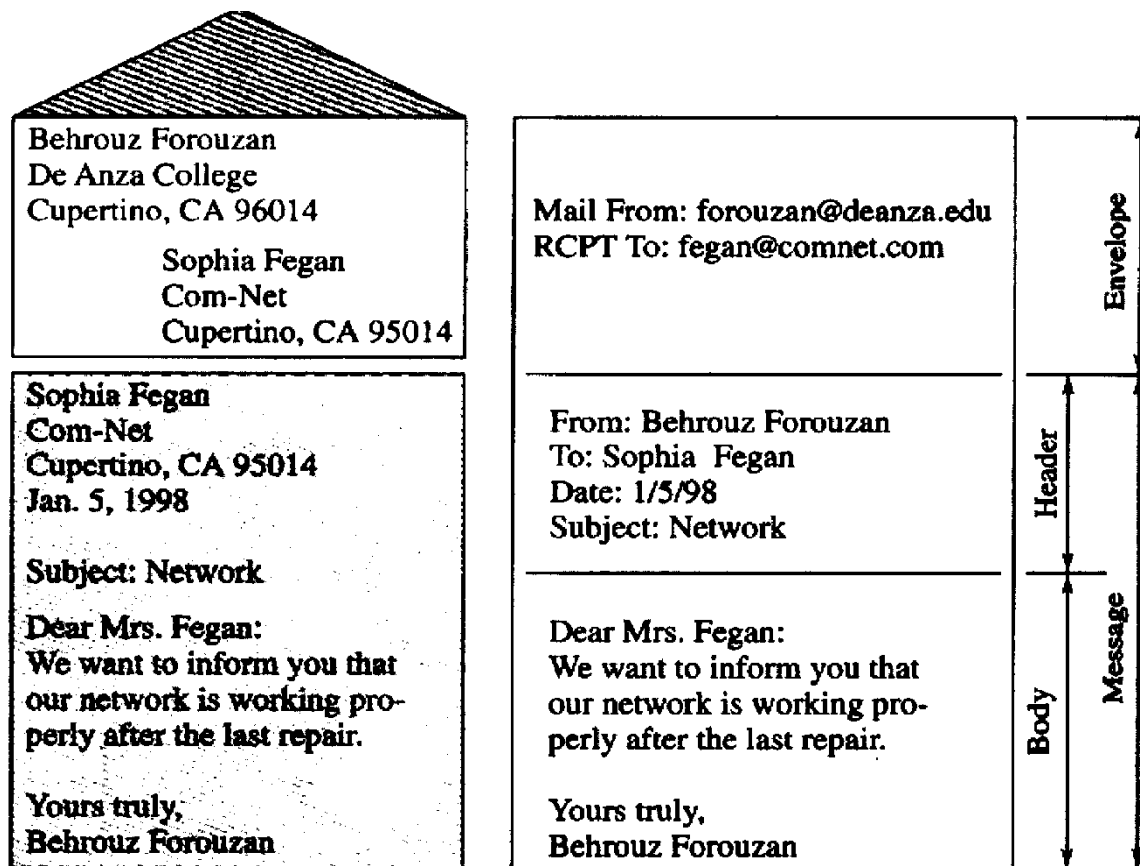 Behrouz Forouzan
De Anza College
Cupertino, CA 96014
Sophia Fegan
Com-Net
Cupertino, CA 95014
Sophia Fegan
Com-Net
Cupertino, CA 95014
Jan. 5, 1998
Subject: Network
Dear Mrs. Fegan:
We want to inform you that
our network is working pro-
perly after the last repair.
Yours truly,
Behrouz Forouzan
Mail From: forouzan@deanza.edu
RCPT To: fegan@comnet.com
From: Behrouz Forouzan
To: Sophia Fegan
Date: 1/5/98
Subject: Network
Dear Mrs. Fegan:
We want to inform you that
our network is working pro-
perly after the last repair.
Yours truly,
Behrouz Forouzan
Envelope
Header
Body
Message